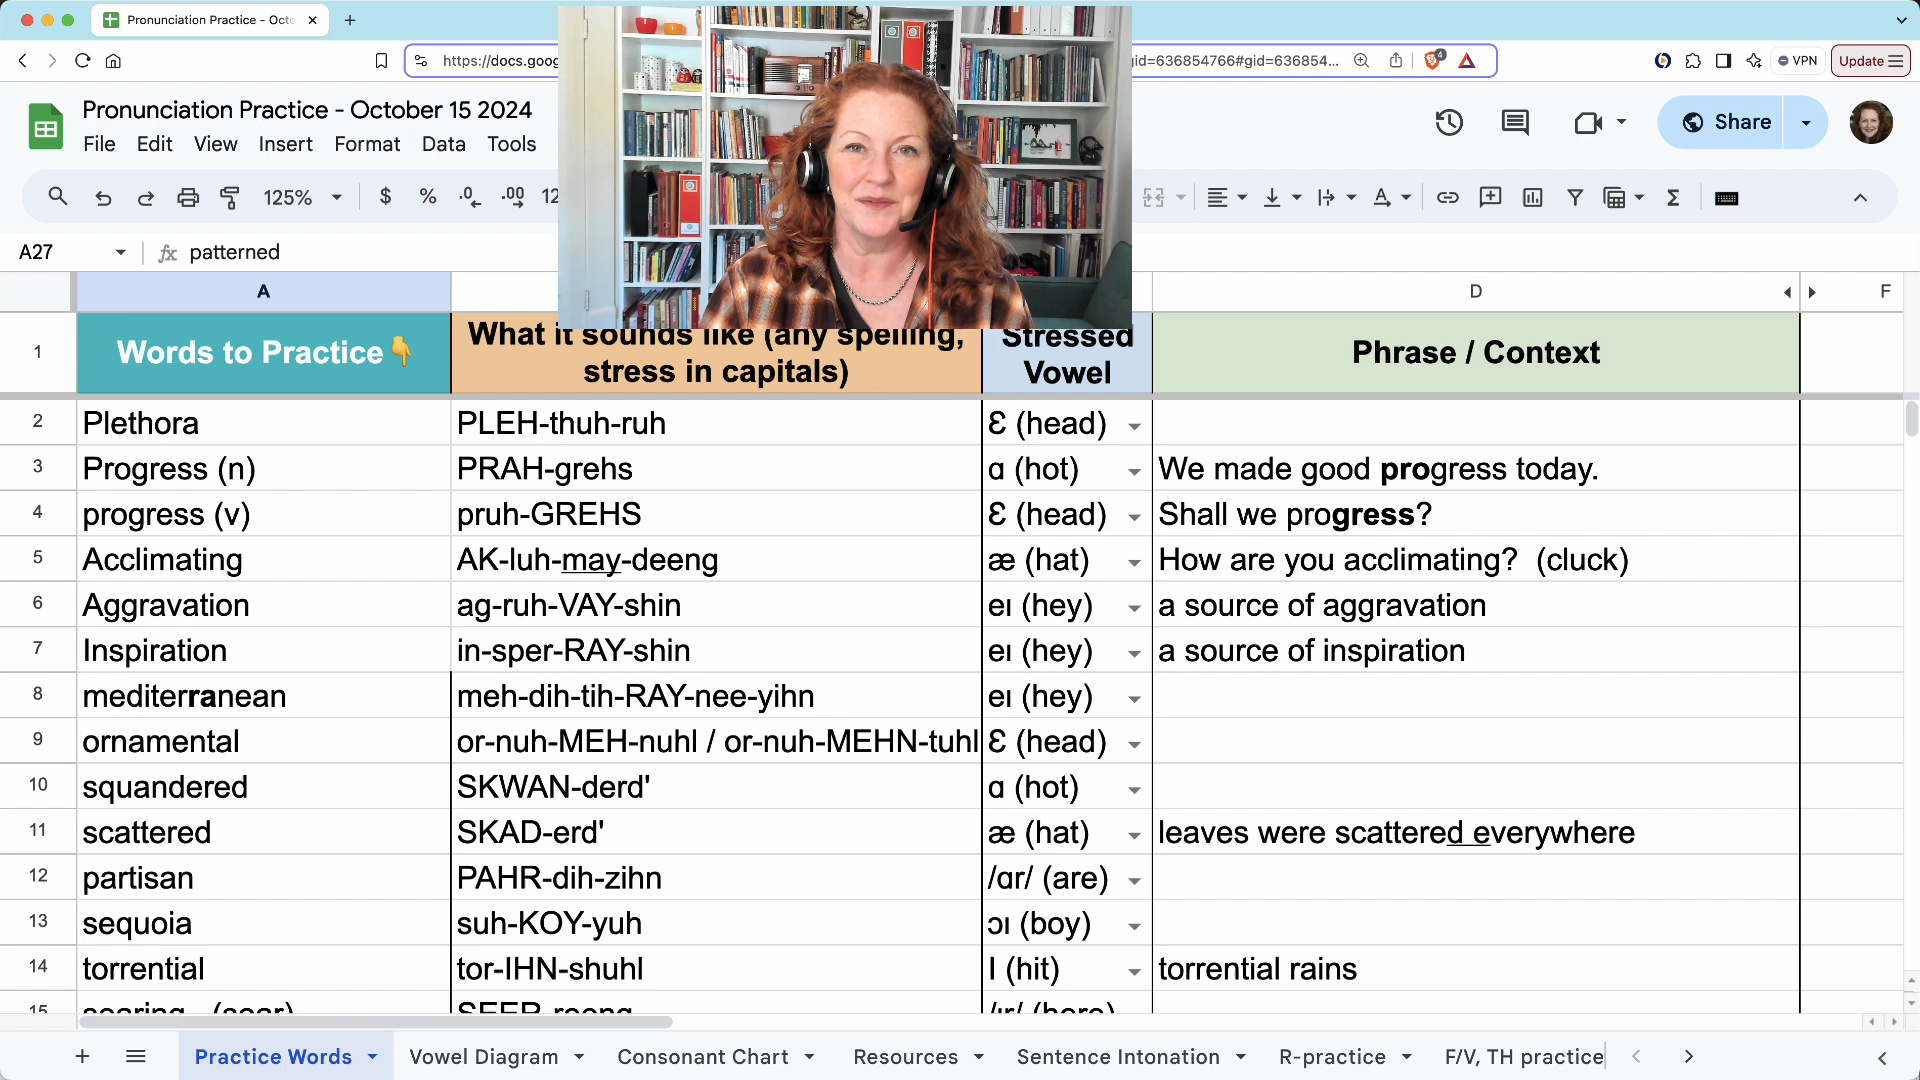 Pronunciation Practice - Octo
https://docs.goog
gid=636854766#gid=636854...
4
VPN
Update
Pronunciation Practice - October 15 2024
File Edit View Insert Format Data Tools
Share
125% $ % .0 .00 12
A27 fx patterned
A D F
1 Words to Practice👇 What it sounds like (any spelling, stress in capitals) Stressed Vowel Phrase / Context
2 Plethora PLEH-thuh-ruh Ɛ (head)
3 Progress (n) PRAH-grehs ɑ (hot) We made good progress today.
4 progress (v) pruh-GREHS Ɛ (head) Shall we progress?
5 Acclimating AK-luh-may-deeng æ (hat) How are you acclimating? (cluck)
6 Aggravation ag-ruh-VAY-shin eı (hey) a source of aggravation
7 Inspiration in-sper-RAY-shin eı (hey) a source of inspiration
8 mediterranean meh-dih-tih-RAY-nee-yihn eı (hey)
9 ornamental or-nuh-MEH-nuhl / or-nuh-MEHN-tuhl Ɛ (head)
10 squandered SKWAN-derd' ɑ (hot)
11 scattered SKAD-erd' æ (hat) leaves were scattered everywhere
12 partisan PAHR-dih-zihn /ɑr/ (are)
13 sequoia suh-KOY-yuh ɔı (boy)
14 torrential tor-IHN-shuhl I (hit) torrential rains
15
Practice Words Vowel Diagram Consonant Chart Resources Sentence Intonation R-practice F/V, TH practice